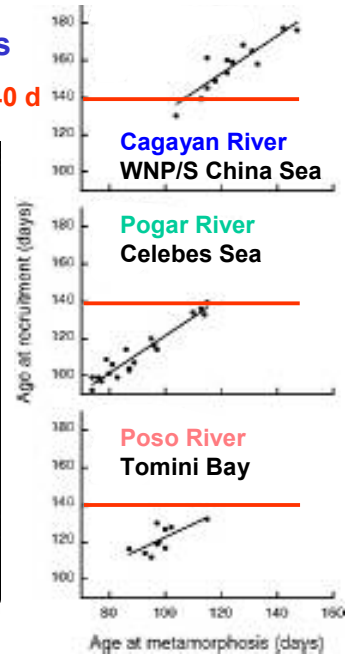 s
40 d
180
160
140
120
100
Cagayan River
WNP/S China Sea
180
160
140
120
100
Pogar River
Celebes Sea
180
160
140
120
100
Poso River
Tomini Bay
Age at recruitment (days)
80 100 120 140 160
Age at metamorphosis (days)